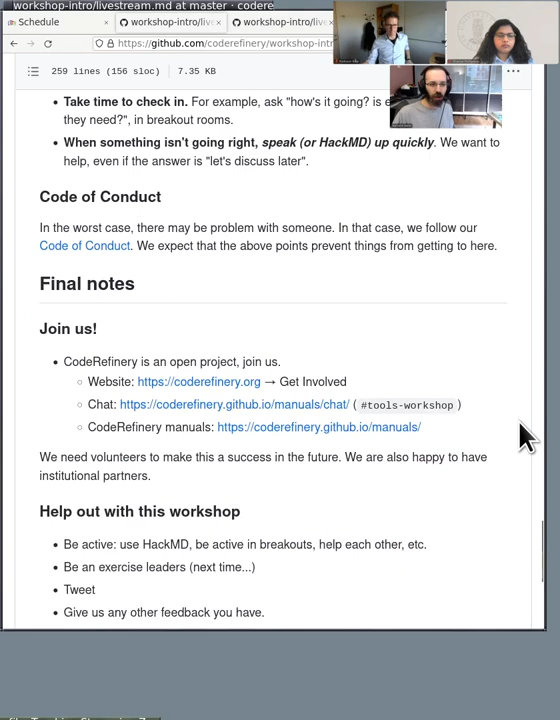 workshop-intro/livestream.md at master · codere
Schedule × workshop-intro/live × workshop-intro/live
https://github.com/coderefinery/workshop-intr
259 lines (156 sloc) 7.35 KB
• Take time to check in. For example, ask "how's it going? is e
they need?", in breakout rooms.
• When something isn't going right, speak (or HackMD) up quickly. We want to
help, even if the answer is "let's discuss later".
Code of Conduct
In the worst case, there may be problem with someone. In that case, we follow our
Code of Conduct. We expect that the above points prevent things from getting to here.
Final notes
Join us!
• CodeRefinery is an open project, join us.
○ Website: https://coderefinery.org → Get Involved
○ Chat: https://coderefinery.github.io/manuals/chat/ ( #tools-workshop )
○ CodeRefinery manuals: https://coderefinery.github.io/manuals/
We need volunteers to make this a success in the future. We are also happy to have
institutional partners.
Help out with this workshop
• Be active: use HackMD, be active in breakouts, help each other, etc.
• Be an exercise leaders (next time...)
• Tweet
• Give us any other feedback you have.